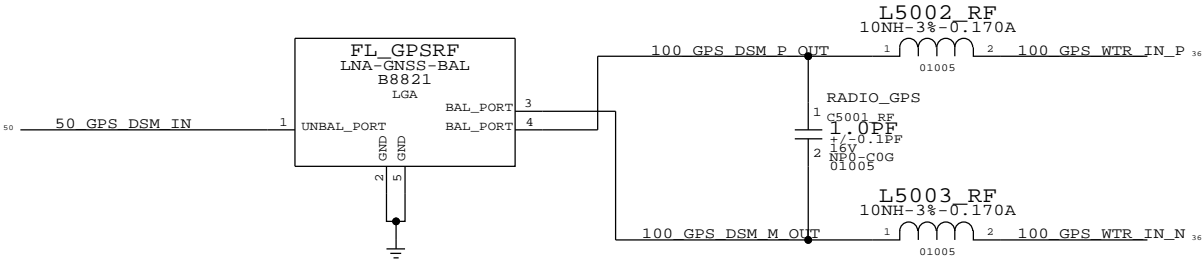 L5002_RF
10NH-3%-0.170A
FL_GPSRF
LNA-GNSS-BAL
B8821
LGA
100_GPS_DSM_P_OUT
1
2
100_GPS_WTR_IN_P
36
01005
BAL_PORT
3
RADIO_GPS
1
C5001_RF
1.0PF
+/-0.1PF
16V
NP0-C0G
01005
2
50
50_GPS_DSM_IN
1
UNBAL_PORT
BAL_PORT
4
GND
GND
2
5
L5003_RF
10NH-3%-0.170A
100_GPS_DSM_M_OUT
1
2
100_GPS_WTR_IN_N
36
01005